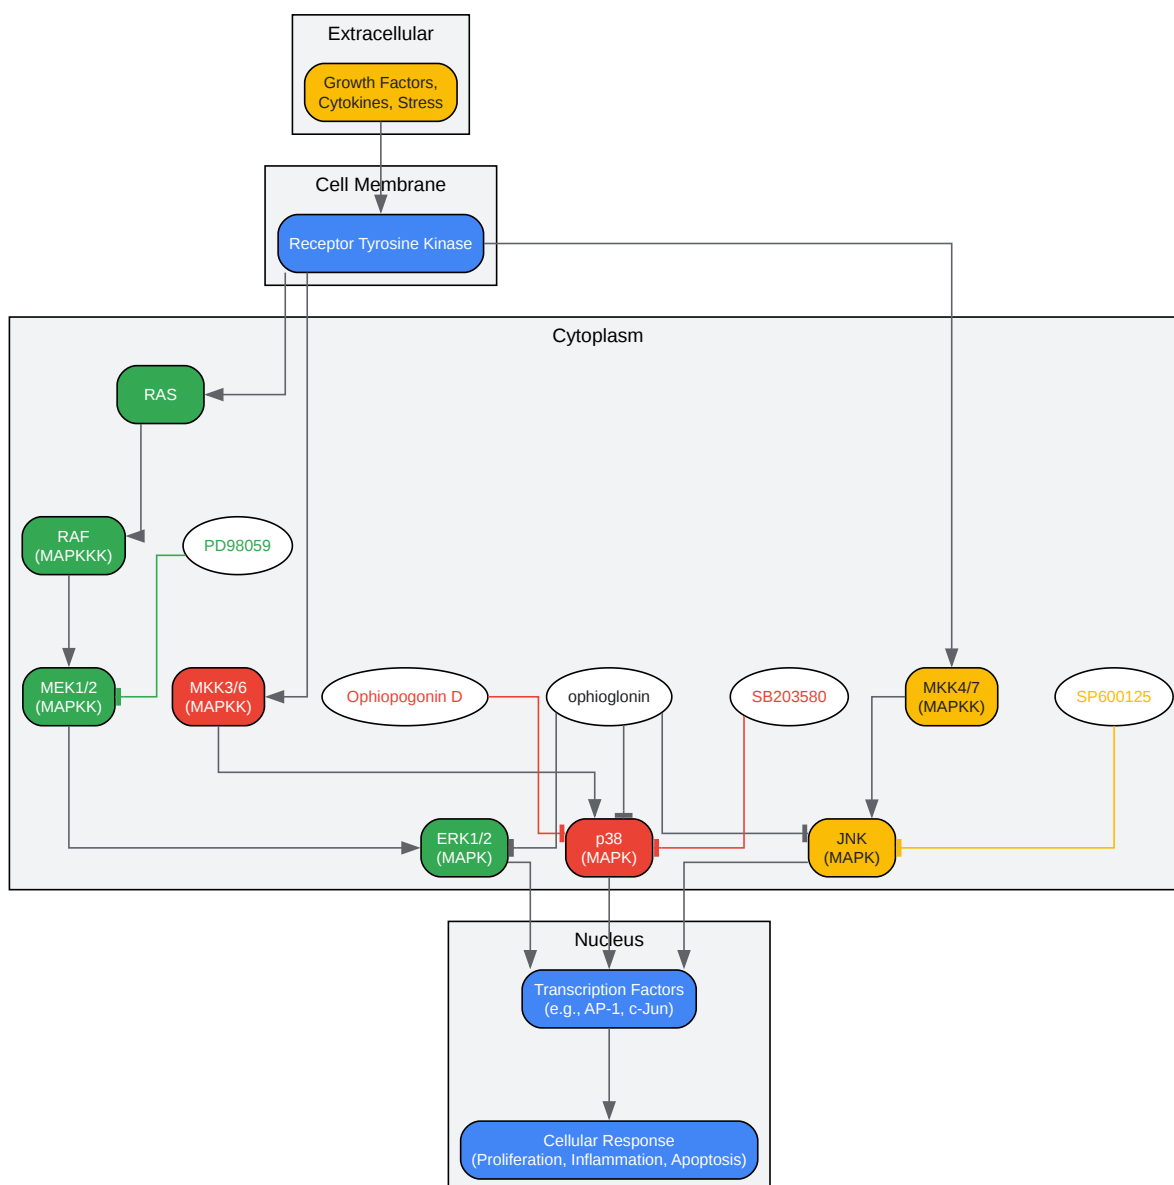 Extracellular
Growth Factors,
Cytokines, Stress
Cell Membrane
Receptor Tyrosine Kinase
Cytoplasm
RAS
RAF
(MAPKKK)
PD98059
MEK1/2
(MAPKK)
MKK3/6
(MAPKK)
Ophiopogonin D
ophioglonin
SB203580
MKK4/7
(MAPKK)
SP600125
ERK1/2
(MAPK)
p38
(MAPK)
JNK
(MAPK)
Nucleus
Transcription Factors
(e.g., AP-1, c-Jun)
Cellular Response
(Proliferation, Inflammation, Apoptosis)